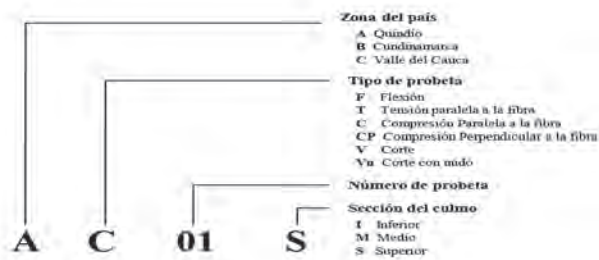 Zona del país
A Quindío
B Cundinamarca
C Valle del Cauca
Tipo de probeta
F Flexión
T Tensión paralela a la fibra
C Compresión Paralela a la fibra
CP Compresión Perpendicular a la fibra
V Corte
Vn Corte con nudo
Número de probeta
Sección del culmo
I Inferior
M Medio
S Superior
A C 01 S